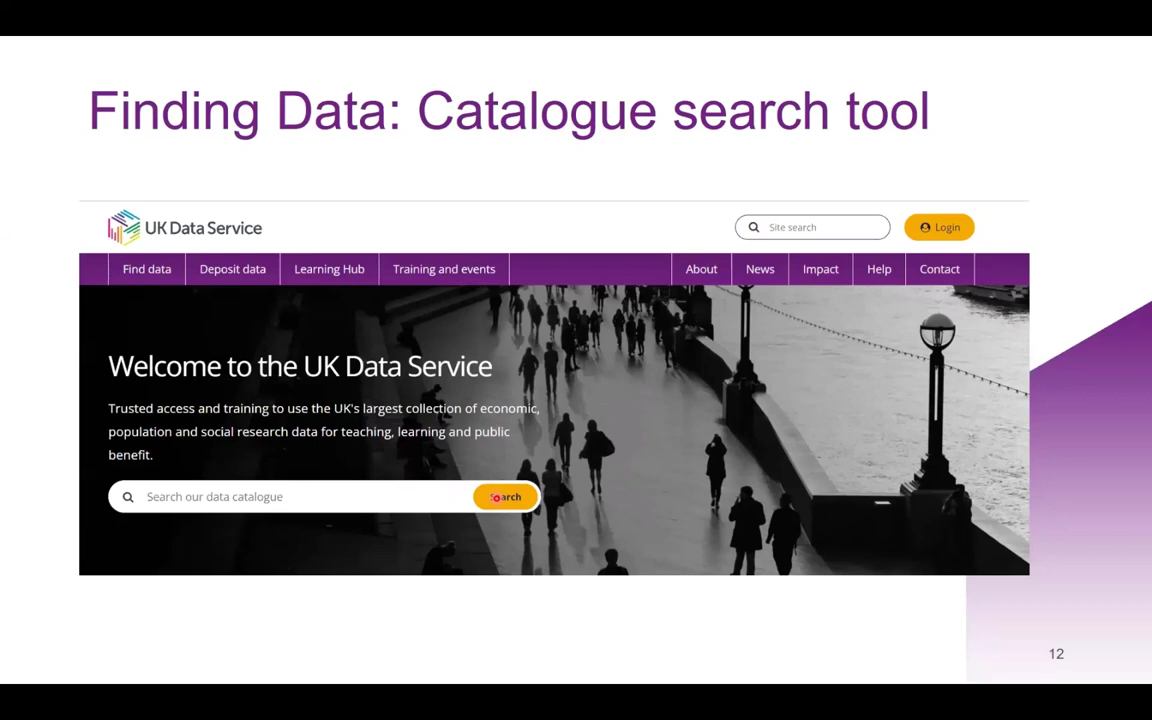 Finding Data: Catalogue search tool
UK Data Service
Site search
Login
Find data
Deposit data
Learning Hub
Training and events
About
News
Impact
Help
Contact
Welcome to the UK Data Service
Trusted access and training to use the UK's largest collection of economic,
population and social research data for teaching, learning and public
benefit.
Search our data catalogue
Search
12